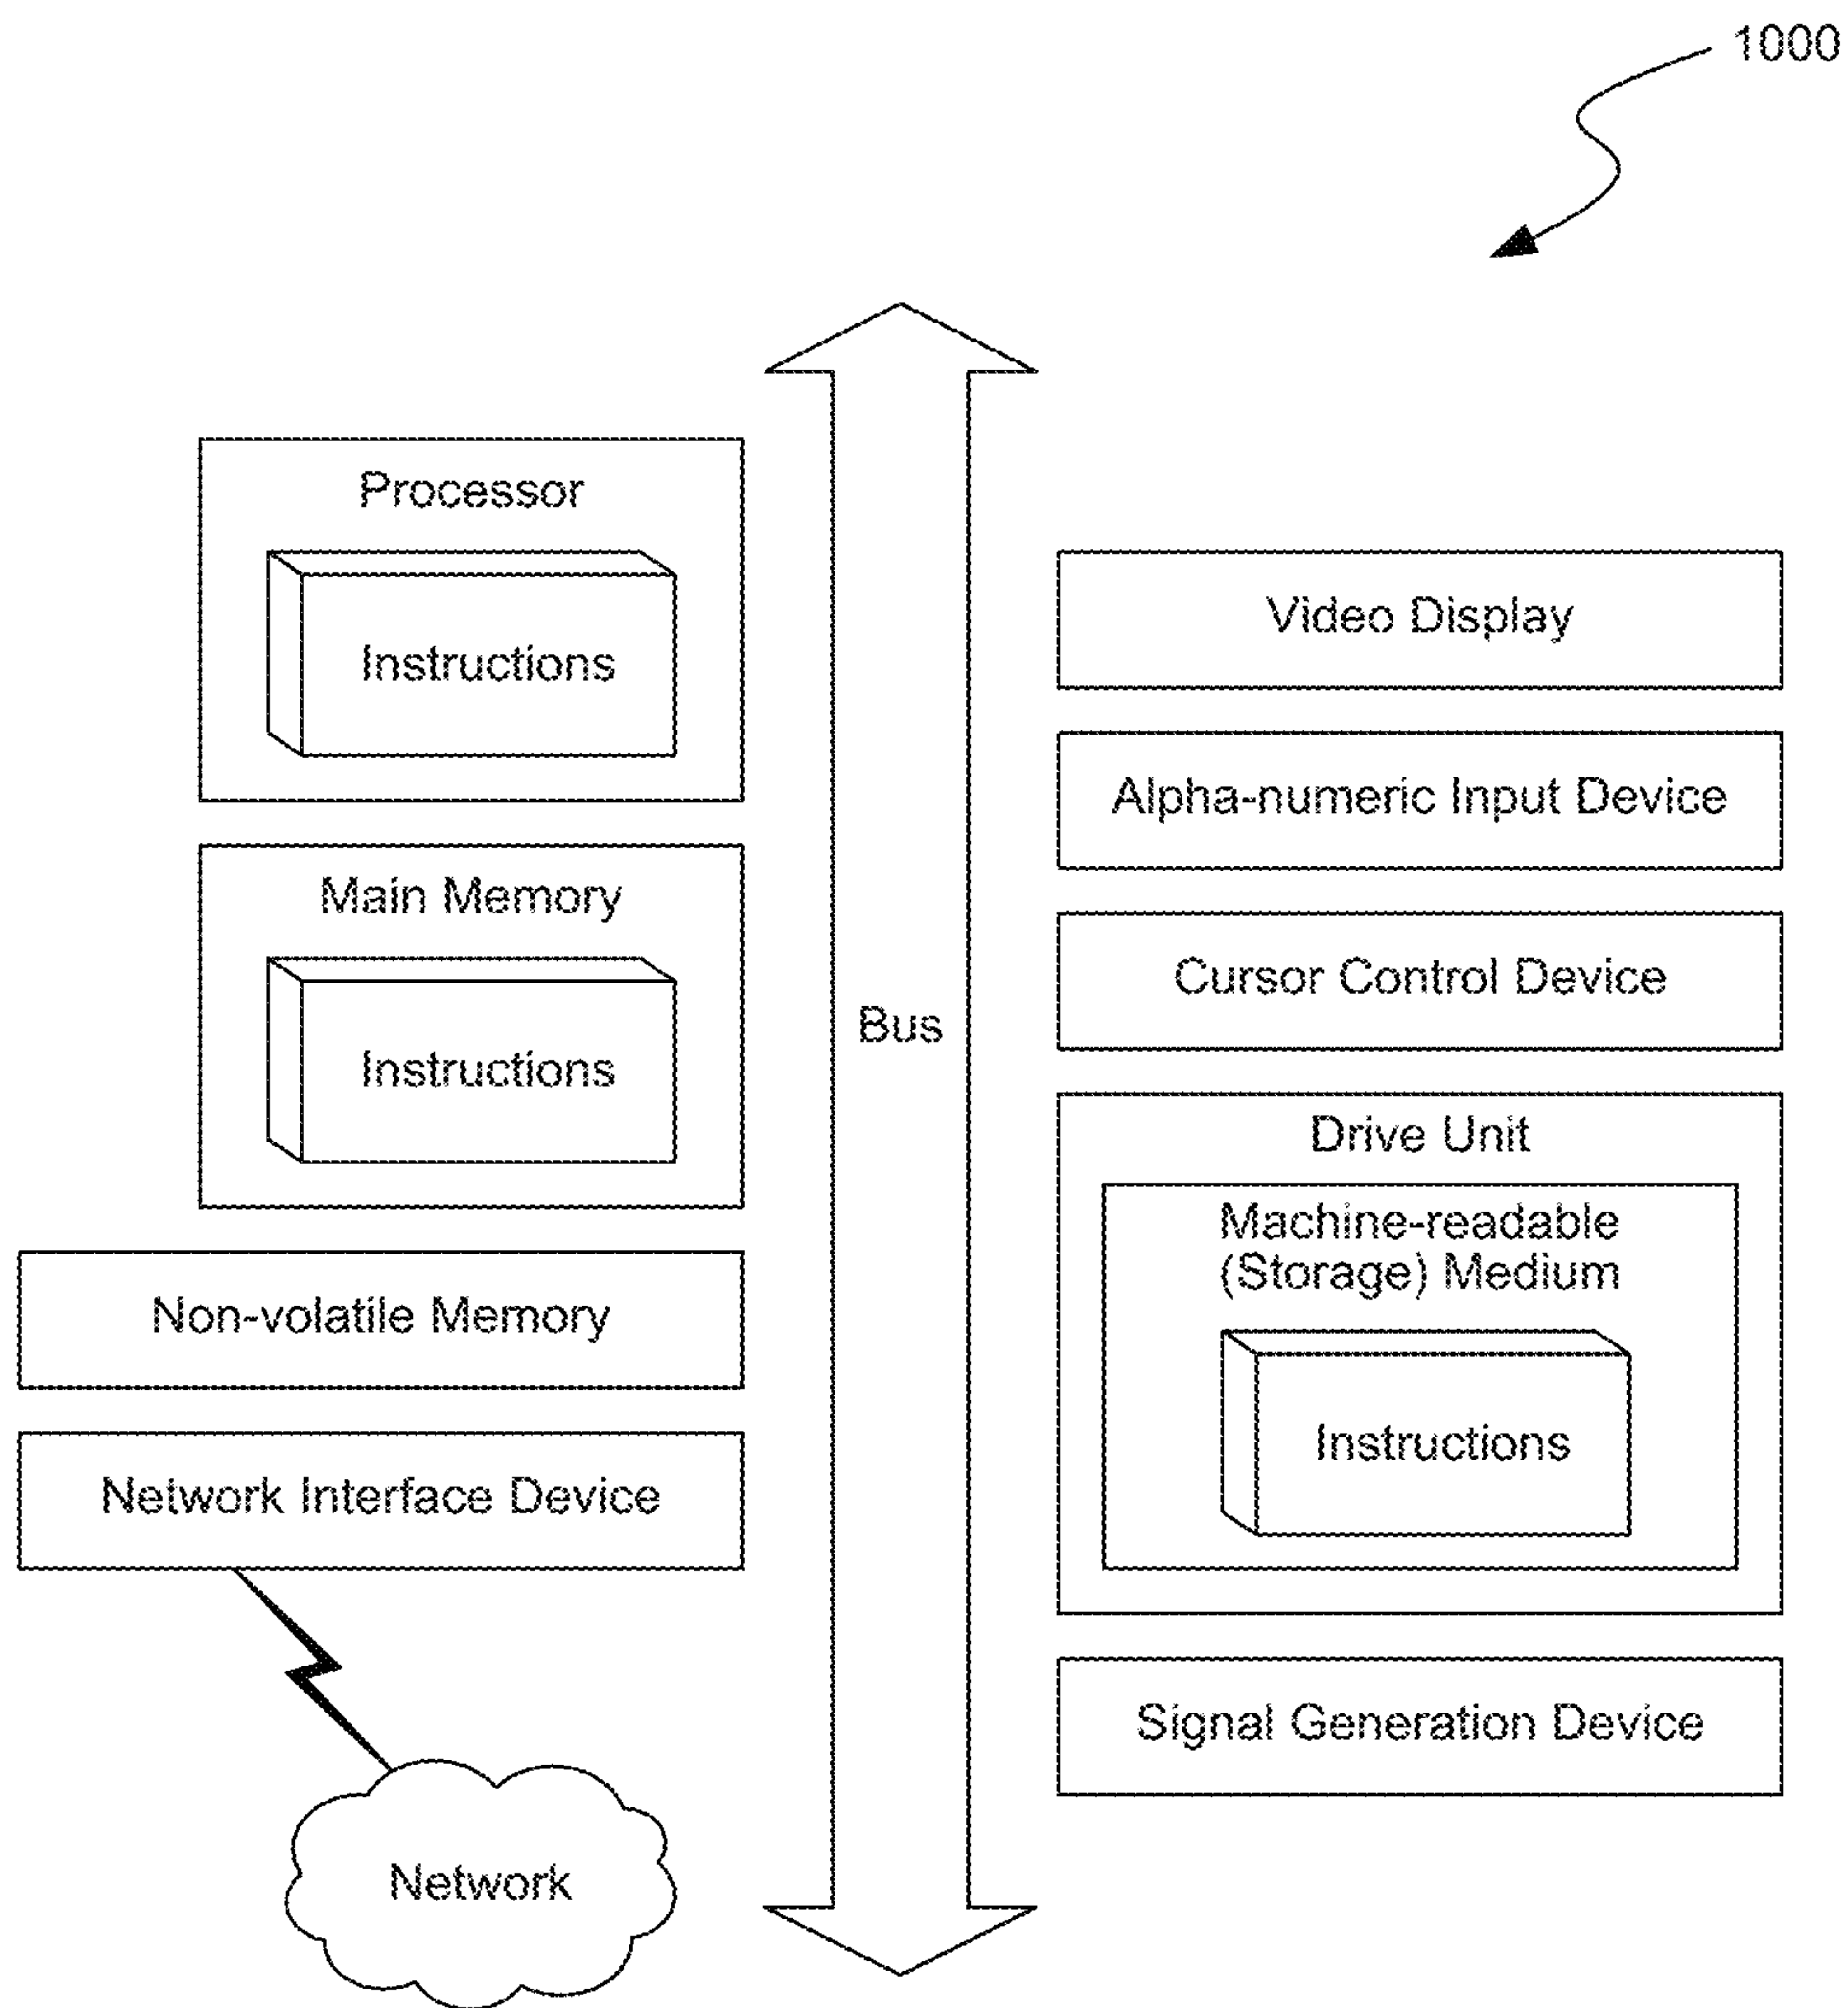 1000
Processor
Instructions
Main Memory
Instructions
Non-volatile Memory
Network Interface Device
Network
Bus
Video Display
Alpha-numeric Input Device
Cursor Control Device
Drive Unit
Machine-readable
(Storage) Medium
Instructions
Signal Generation Device